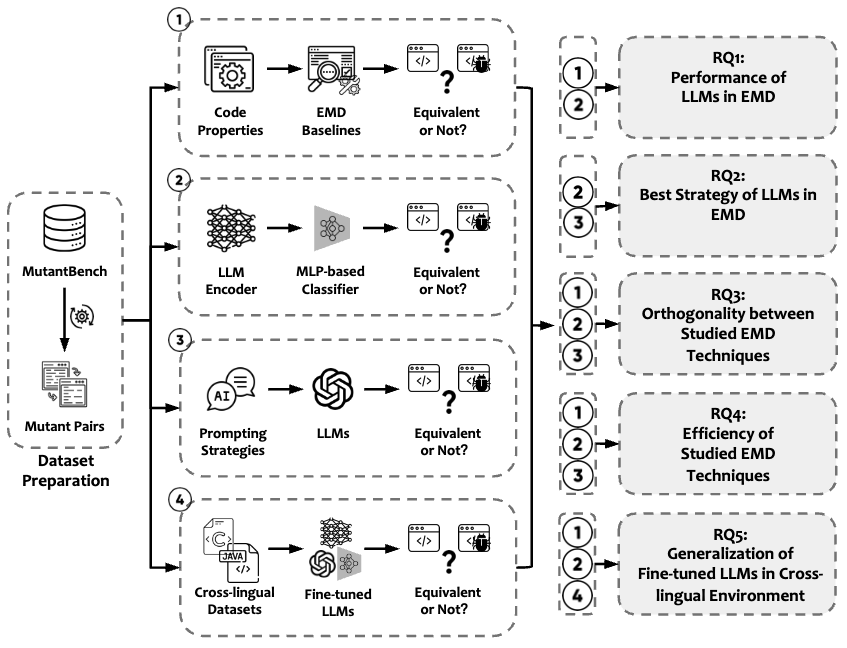 MutantBench
Mutant Pairs
Dataset
Preparation
1
Code
Properties
EMD
Baselines
</>
?
Equivalent
or Not?
2
LLM
Encoder
MLP-based
Classifier
</>
?
Equivalent
or Not?
3
AI
Prompting
Strategies
LLMs
</>
?
Equivalent
or Not?
4
C
JAVA
</>
Cross-lingual
Datasets
Fine-tuned
LLMs
</>
?
Equivalent
or Not?
1
2
RQ1:
Performance of
LLMs in EMD
2
3
RQ2:
Best Strategy of LLMs in
EMD
1
2
3
RQ3:
Orthogonality between
Studied EMD
Techniques
1
2
3
RQ4:
Efficiency of
Studied EMD
Techniques
1
2
4
RQ5:
Generalization of
Fine-tuned LLMs in Cross-
lingual Environment